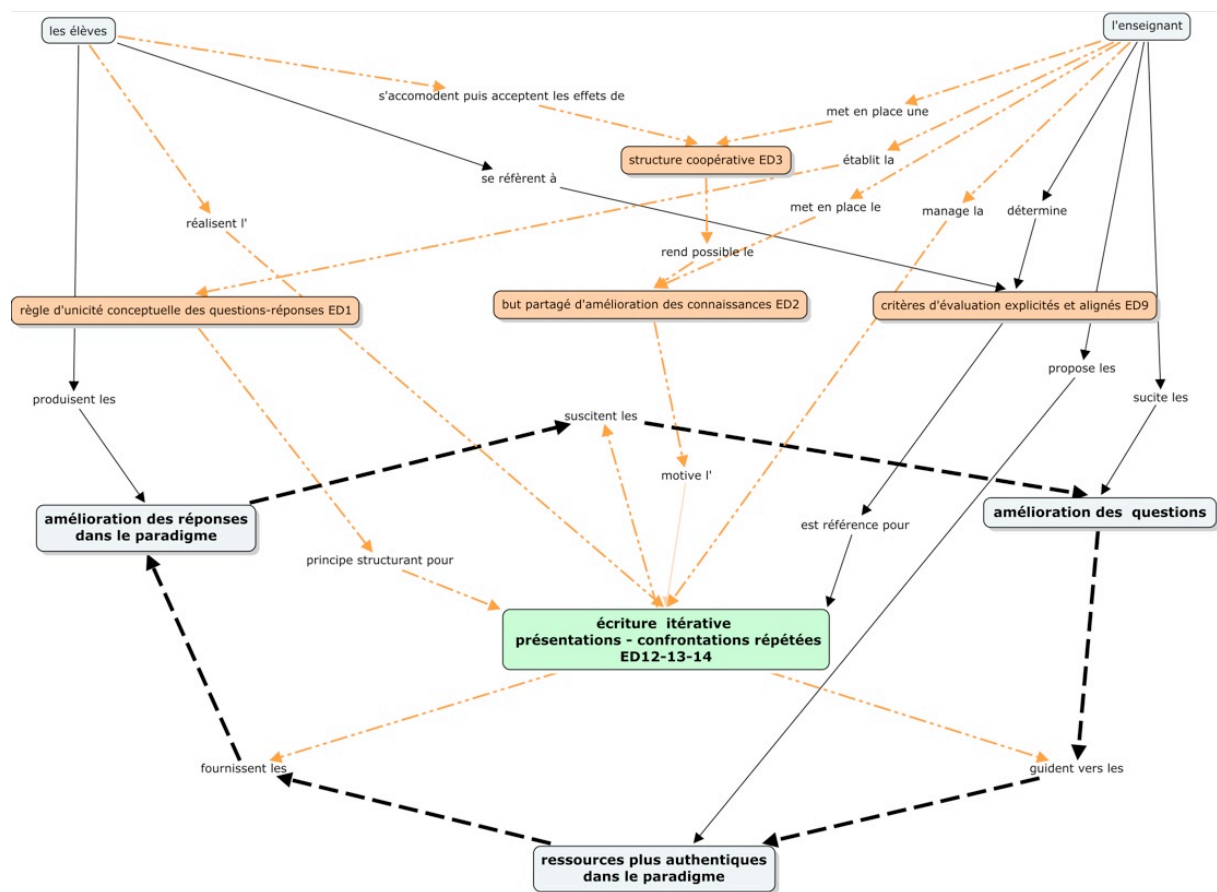 les élèves
l'enseignant
s'accomodent puis acceptent les effets de
met en place une
structure coopérative ED3
établit la
se réfèrent à
met en place le
manage la
détermine
réalisent l'
rend possible le
règle d'unicité conceptuelle des questions-réponses ED1
but partagé d'amélioration des connaissances ED2
critères d'évaluation explicités et alignés ED9
propose les
produisent les
sucite les
suscitent les
motive l'
amélioration des réponses
dans le paradigme
amélioration des questions
est référence pour
principe structurant pour
écriture itérative
présentations - confrontations répétées
ED12-13-14
fournissent les
guident vers les
ressources plus authentiques
dans le paradigme